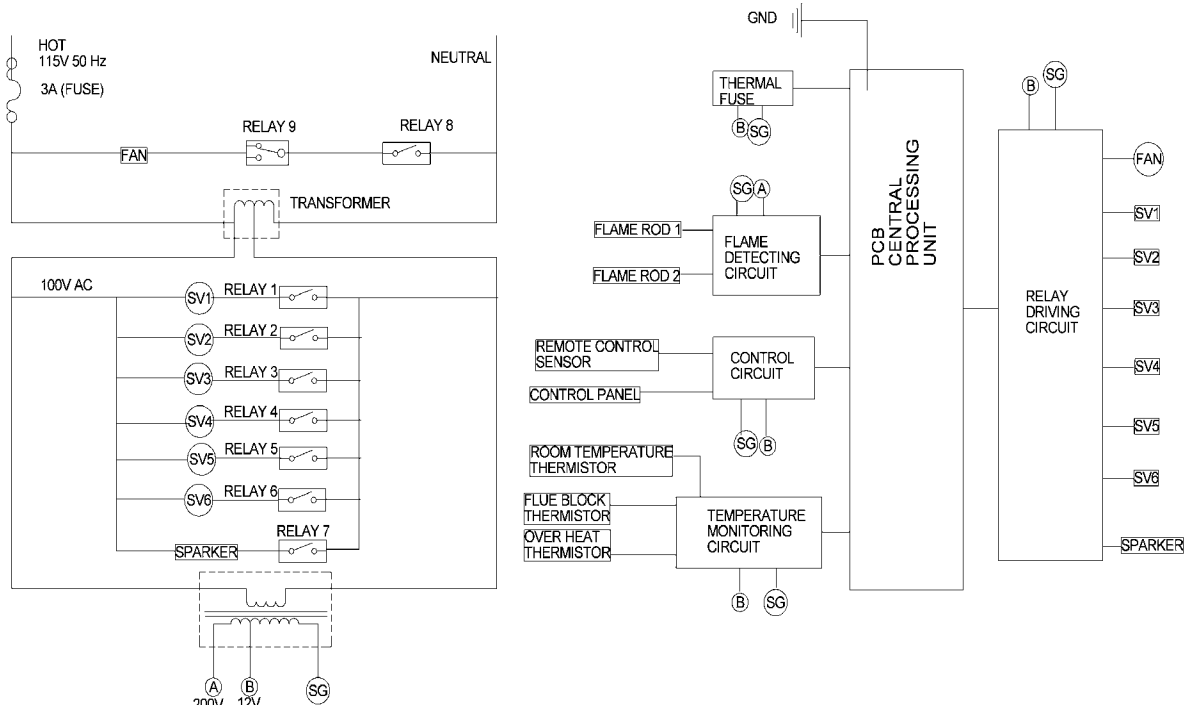 HOT
115V 50 Hz
3A (FUSE)
NEUTRAL
RELAY 9
RELAY 8
FAN
TRANSFORMER
100V AC
SV1
RELAY 1
SV2
RELAY 2
SV3
RELAY 3
SV4
RELAY 4
SV5
RELAY 5
SV6
RELAY 6
RELAY 7
SPARKER
A
B
SG
200V
12V
GND
THERMAL
FUSE
B
SG
SG
A
FLAME ROD 1
FLAME ROD 2
FLAME
DETECTING
CIRCUIT
REMOTE CONTROL
SENSOR
CONTROL PANEL
CONTROL
CIRCUIT
SG
B
ROOM TEMPERATURE
THERMISTOR
FLUE BLOCK
THERMISTOR
OVER HEAT
THERMISTOR
TEMPERATURE
MONITORING
CIRCUIT
B
SG
PCB
CENTRAL
PROCESSING
UNIT
B
SG
RELAY
DRIVING
CIRCUIT
FAN
SV1
SV2
SV3
SV4
SV5
SV6
SPARKER